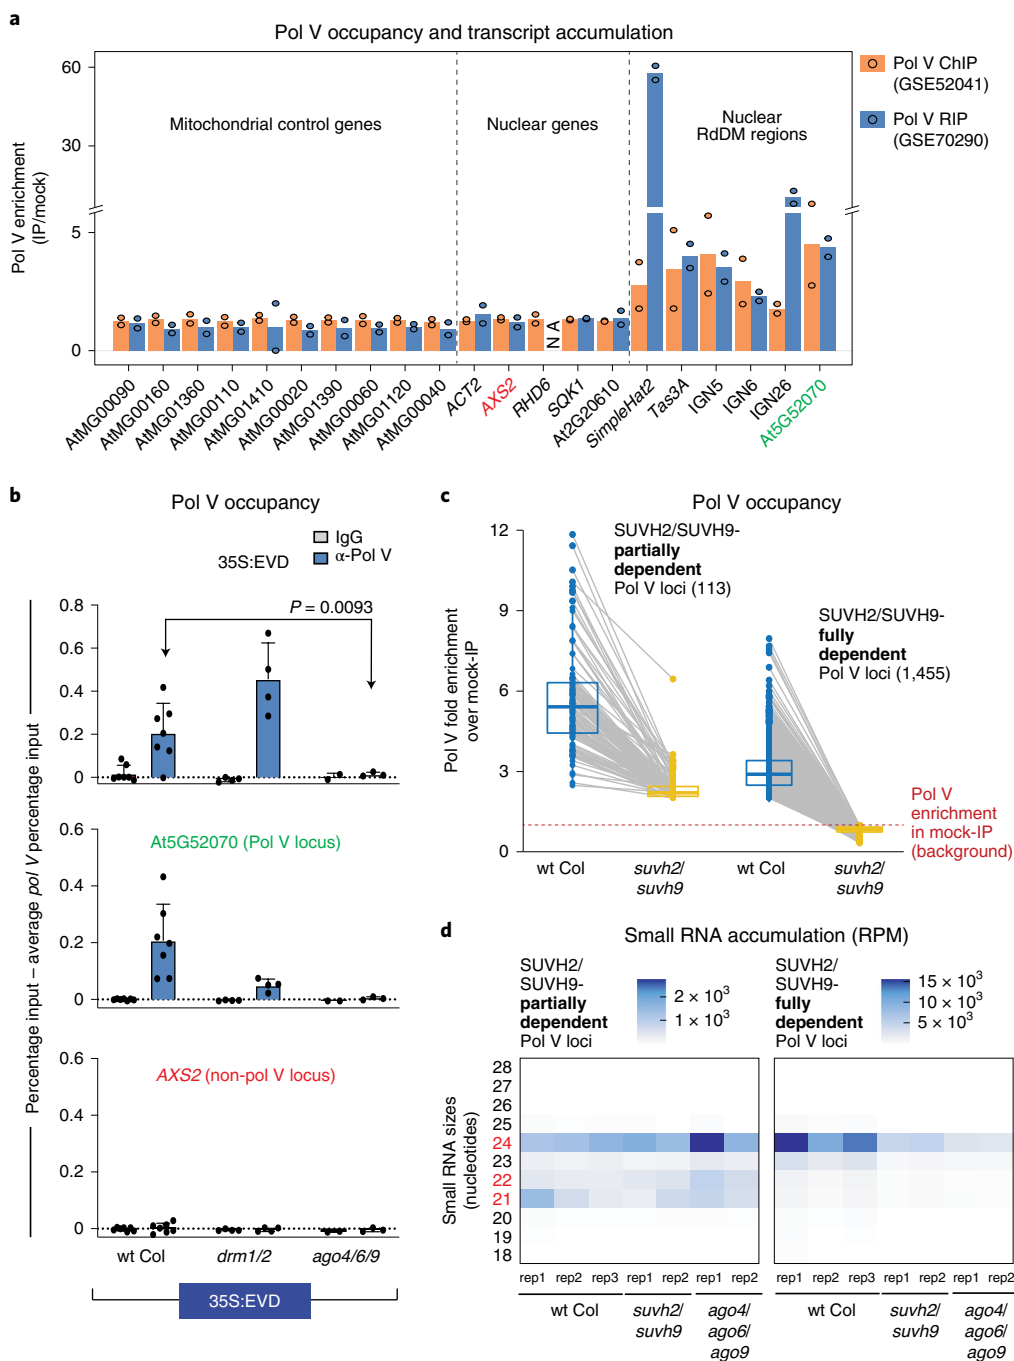 a
Pol V occupancy and transcript accumulation
Pol V enrichment
(IP/mock)
60
30
5
0
Mitochondrial control genes
Nuclear genes
Nuclear
RdDM regions
Pol V ChIP
(GSE52041)
Pol V RIP
(GSE70290)
N A
AtMG00090
AtMG00160
AtMG01360
AtMG00110
AtMG01410
AtMG00020
AtMG01390
AtMG00060
AtMG01120
AtMG00040
ACT2
AXS2
RHD6
SQK1
At2G20610
SimpleHat2
Tas3A
IGN5
IGN6
IGN26
At5G52070
b
Pol V occupancy
IgG
35S:EVD
α-Pol V
P = 0.0093
Percentage input – average pol V percentage input
0.8
0.6
0.4
0.2
0
At5G52070 (Pol V locus)
0.6
0.4
0.2
0
AXS2 (non-pol V locus)
0.6
0.4
0.2
0
wt Col
drm1/2
ago4/6/9
35S:EVD
c
Pol V occupancy
Pol V fold enrichment
over mock-IP
12
9
6
3
0
SUVH2/SUVH9-
partially
dependent
Pol V loci (113)
SUVH2/SUVH9-
fully
dependent
Pol V loci (1,455)
Pol V
enrichment
in mock-IP
(background)
wt Col
suvh2/
suvh9
wt Col
suvh2/
suvh9
d
Small RNA accumulation (RPM)
SUVH2/
SUVH9-
partially
dependent
Pol V loci
2 × 10³
1 × 10³
SUVH2/
SUVH9-
fully
dependent
Pol V loci
15 × 10³
10 × 10³
5 × 10³
Small RNA sizes
(nucleotides)
28
27
26
25
24
23
22
21
20
19
18
rep1 rep2 rep3 rep1 rep2 rep1 rep2
wt Col
suvh2/
suvh9
ago4/
ago6/
ago9
rep1 rep2 rep3 rep1 rep2 rep1 rep2
wt Col
suvh2/
suvh9
ago4/
ago6/
ago9